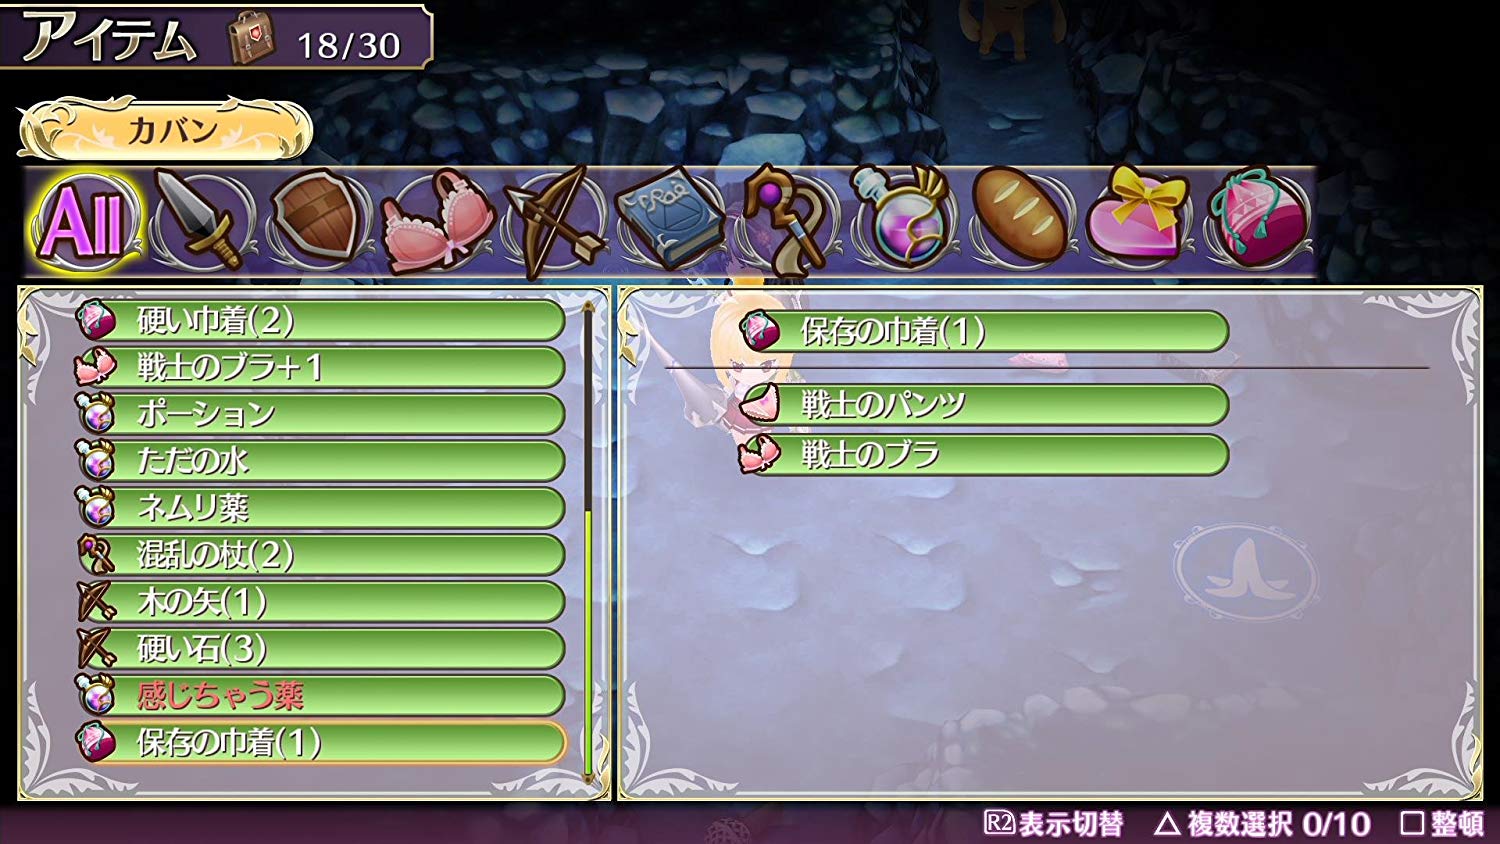 アイテム 18/30
カバン
All
硬い巾着(2)
戦士のブラ+1
ポーション
ただの水
ネムリ薬
混乱の杖(2)
木の矢(1)
硬い石(3)
感じちゃう薬
保存の巾着(1)
保存の巾着(1)
戦士のパンツ
戦士のブラ
R2表示切替 △複数選択 0/10 □整頓